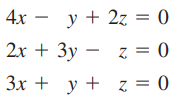 4x − y + 2z = 0
2x + 3y − z = 0
3x + y + z = 0